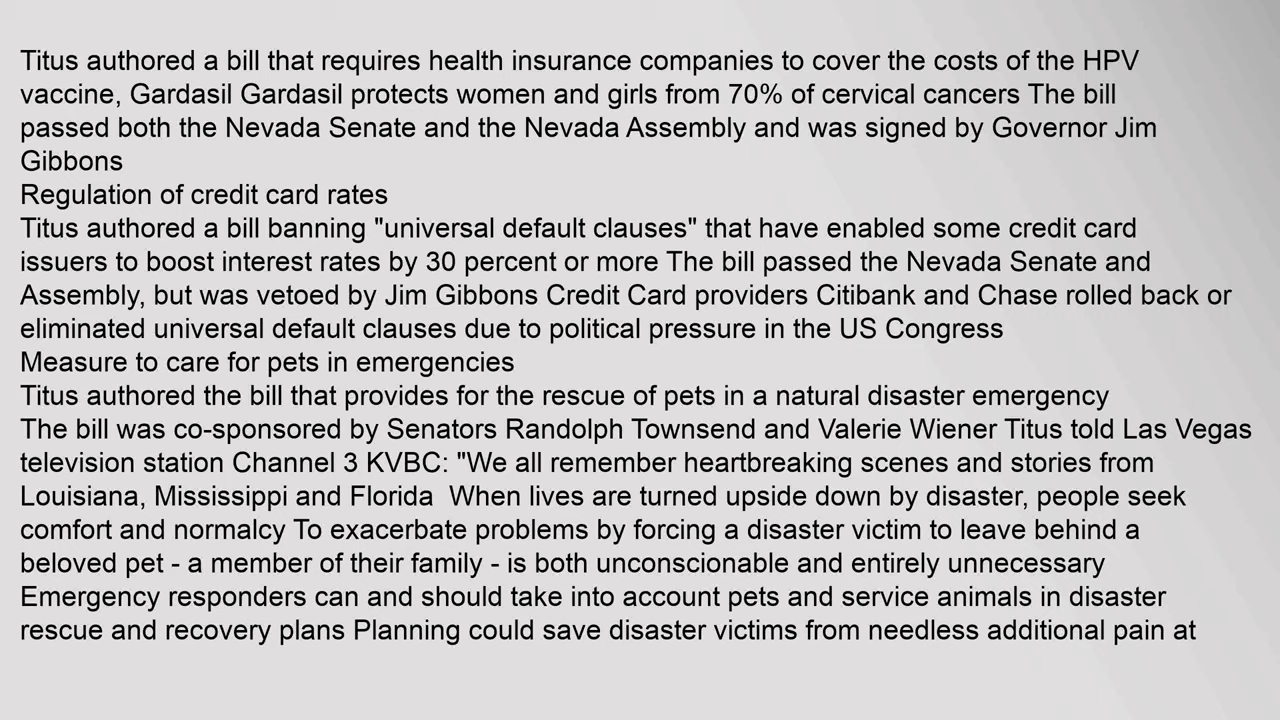 Titus authored a bill that requires health insurance companies to cover the costs of the HPV
vaccine, Gardasil Gardasil protects women and girls from 70% of cervical cancers The bill
passed both the Nevada Senate and the Nevada Assembly and was signed by Governor Jim
Gibbons
Regulation of credit card rates
Titus authored a bill banning "universal default clauses" that have enabled some credit card
issuers to boost interest rates by 30 percent or more The bill passed the Nevada Senate and
Assembly, but was vetoed by Jim Gibbons Credit Card providers Citibank and Chase rolled back or
eliminated universal default clauses due to political pressure in the US Congress
Measure to care for pets in emergencies
Titus authored the bill that provides for the rescue of pets in a natural disaster emergency
The bill was co-sponsored by Senators Randolph Townsend and Valerie Wiener Titus told Las Vegas
television station Channel 3 KVBC: "We all remember heartbreaking scenes and stories from
Louisiana, Mississippi and Florida  When lives are turned upside down by disaster, people seek
comfort and normalcy To exacerbate problems by forcing a disaster victim to leave behind a
beloved pet - a member of their family - is both unconscionable and entirely unnecessary
Emergency responders can and should take into account pets and service animals in disaster
rescue and recovery plans Planning could save disaster victims from needless additional pain at